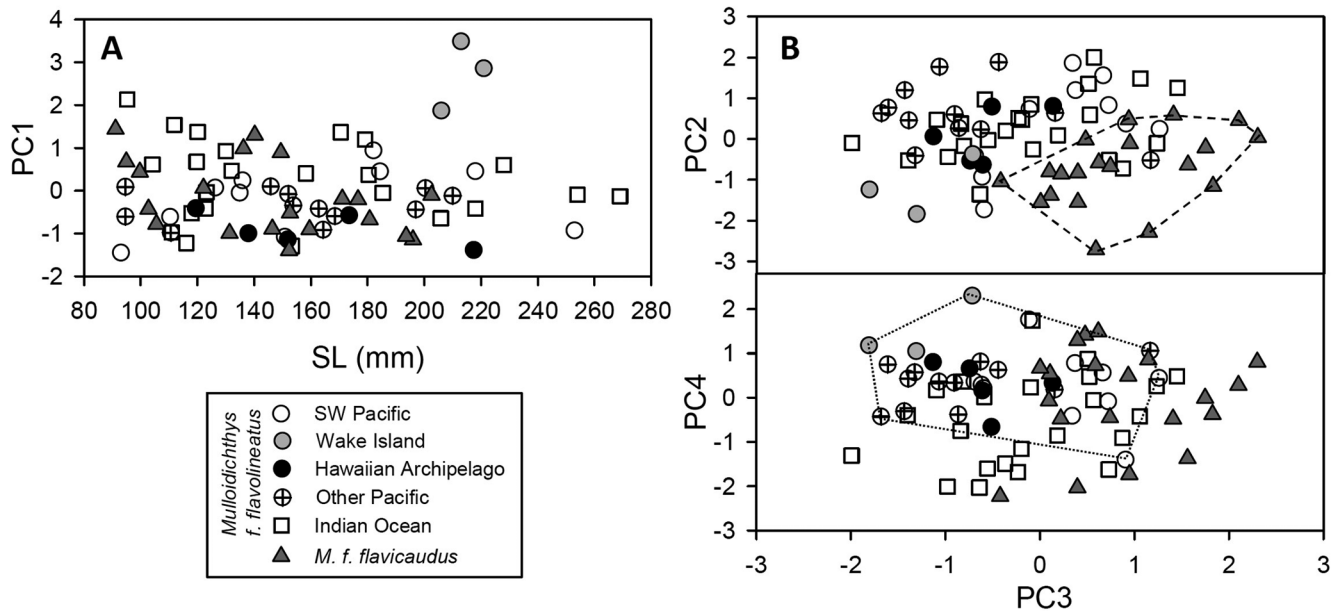 A
PC1
4
3
2
1
0
-1
-2
80 100 120 140 160 180 200 220 240 260 280
SL (mm)
Mulloidichthys
f. flavolineatus
SW Pacific
Wake Island
Hawaiian Archipelago
Other Pacific
Indian Ocean
M. f. flavicaudus
B
PC2
3
2
1
0
-1
-2
-3
PC4
2
1
0
-1
-2
-3
-3 -2 -1 0 1 2 3
PC3